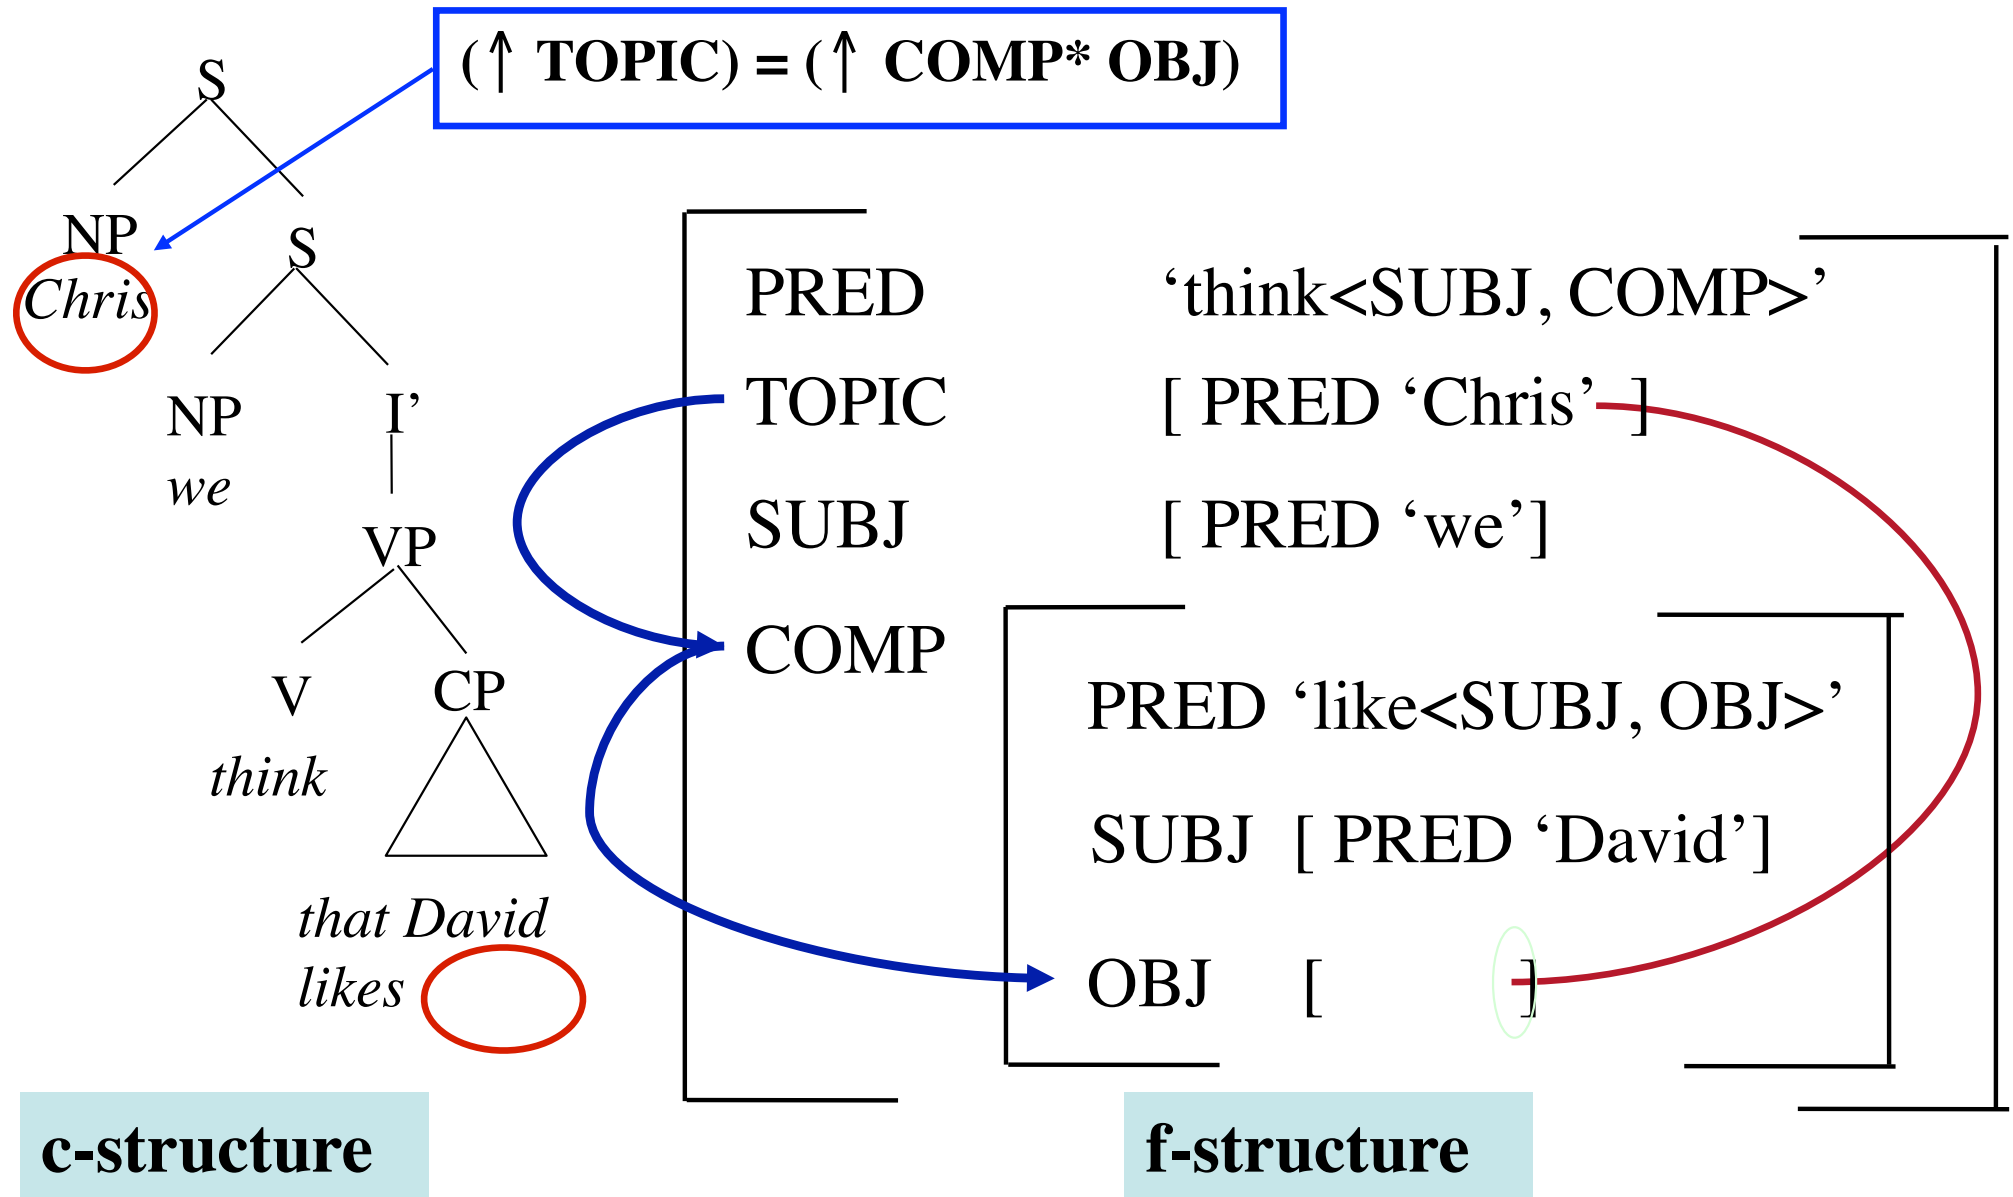 (↑ TOPIC) = (↑ COMP* OBJ)
S
NP S
Chris
NP I’
we
VP
V CP
think
that David
likes
c-structure
PRED ‘think<SUBJ, COMP>’
TOPIC [ PRED ‘Chris’ ]
SUBJ [ PRED ‘we’]
COMP
PRED ‘like<SUBJ, OBJ>’
SUBJ [ PRED ‘David’]
OBJ [ ]
f-structure